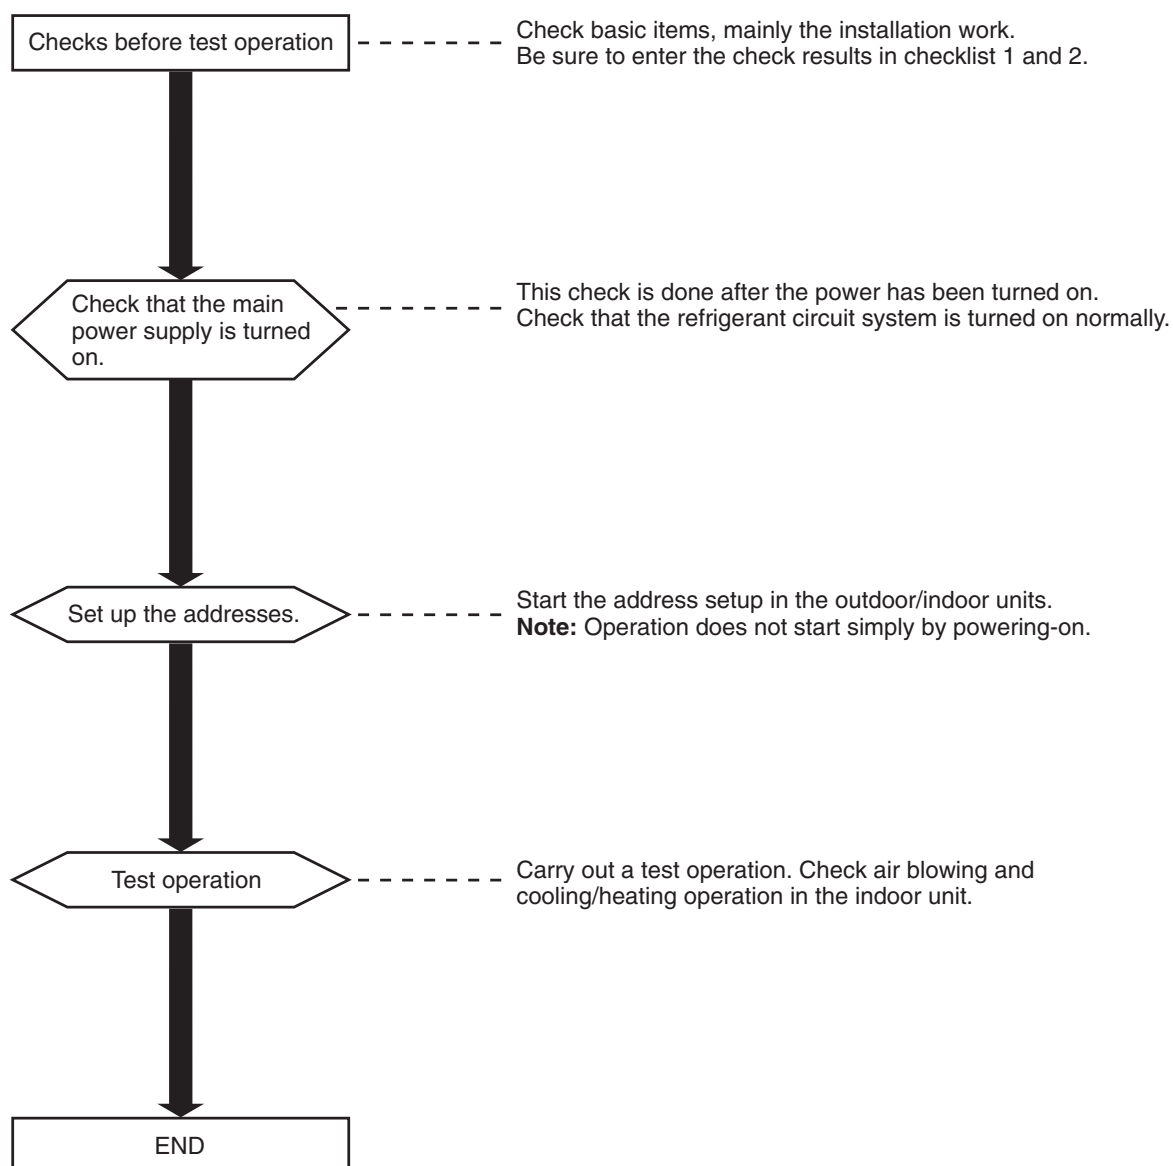 Checks before test operation
Check basic items, mainly the installation work.
Be sure to enter the check results in checklist 1 and 2.
Check that the main
power supply is turned
on.
This check is done after the power has been turned on.
Check that the refrigerant circuit system is turned on normally.
Set up the addresses.
Start the address setup in the outdoor/indoor units.
Note: Operation does not start simply by powering-on.
Test operation
Carry out a test operation. Check air blowing and
cooling/heating operation in the indoor unit.
END